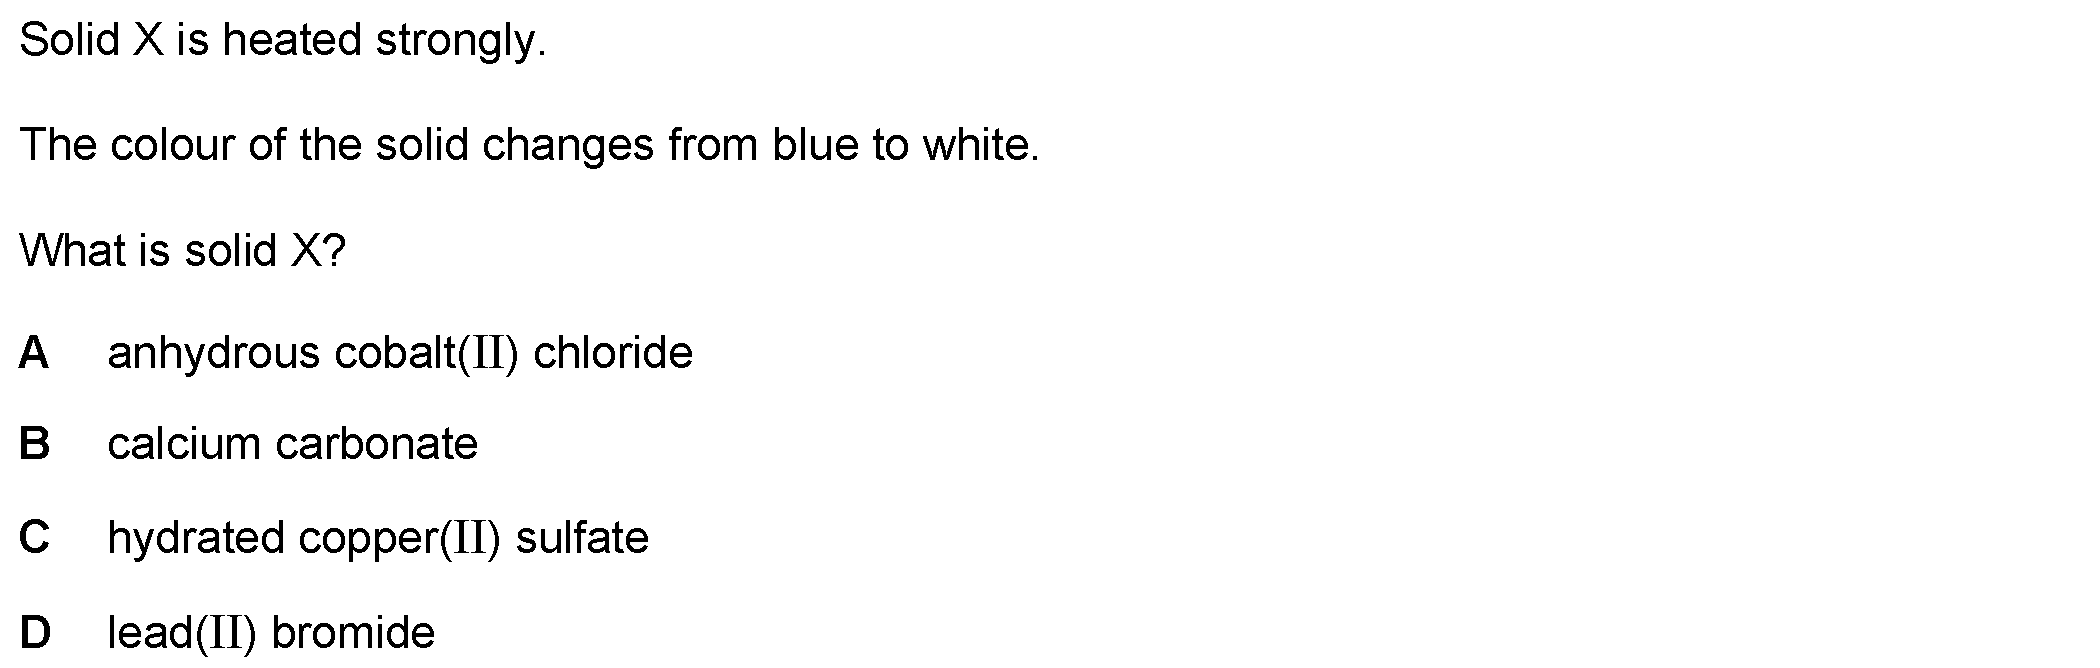 Solid X is heated strongly.
The colour of the solid changes from blue to white.
What is solid X?
A anhydrous cobalt(II) chloride
B calcium carbonate
C hydrated copper(II) sulfate
D lead(II) bromide